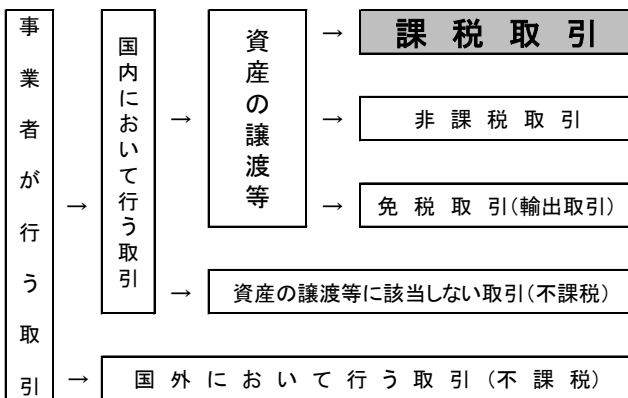 事業者が行う取引
→
国内において行う取引
→
資産の譲渡等
→
課税取引
→
非課税取引
→
免税取引(輸出取引)
→
資産の譲渡等に該当しない取引(不課税)
→
国外において行う取引(不課税)